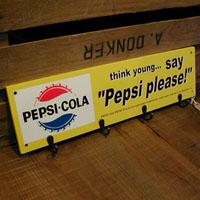 A. DONKER
think young... say
"Pepsi please!"
PEPSI·COLA